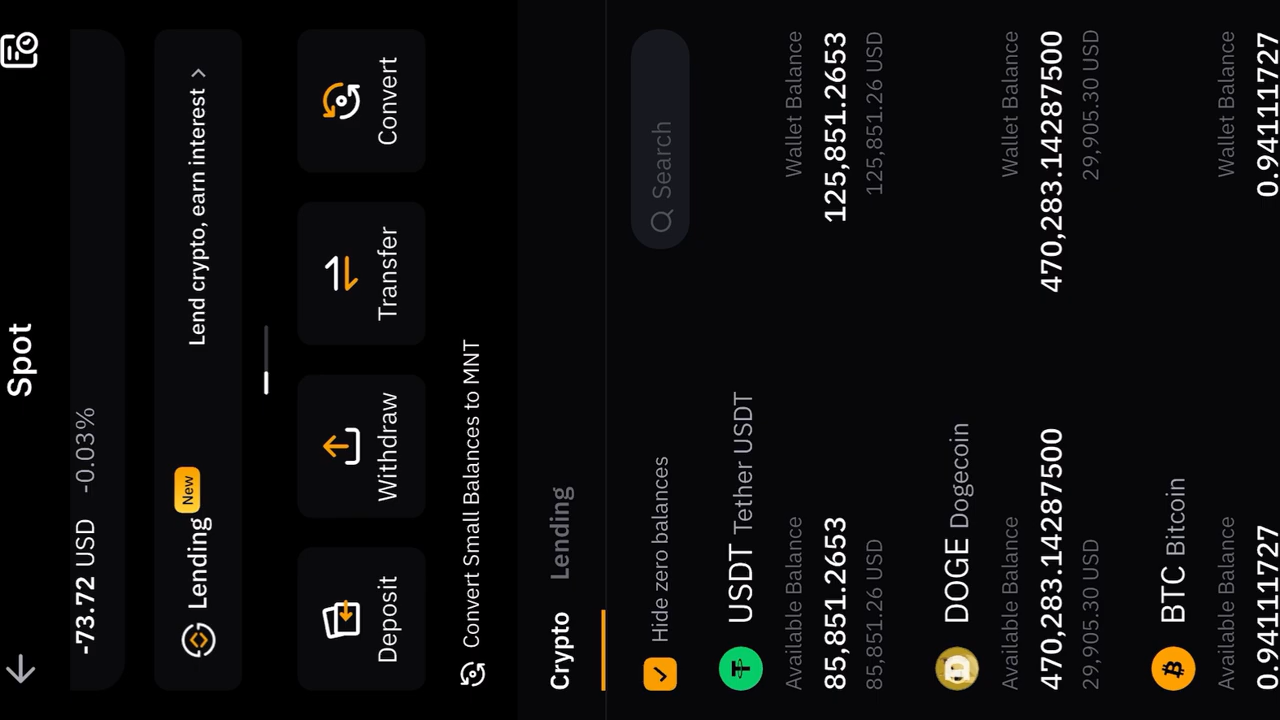 Spot
-73.72 USD -0.03%
Lending New Lend crypto, earn interest >
Deposit Withdraw Transfer Convert
Convert Small Balances to MNT
Crypto Lending
Hide zero balances Search
USDT Tether USDT
Available Balance Wallet Balance
85,851.2653 125,851.2653
85,851.26 USD 125,851.26 USD
DOGE Dogecoin
Available Balance Wallet Balance
470,283.14287500 470,283.14287500
29,905.30 USD 29,905.30 USD
BTC Bitcoin
Available Balance Wallet Balance
0.94111727 0.94111727